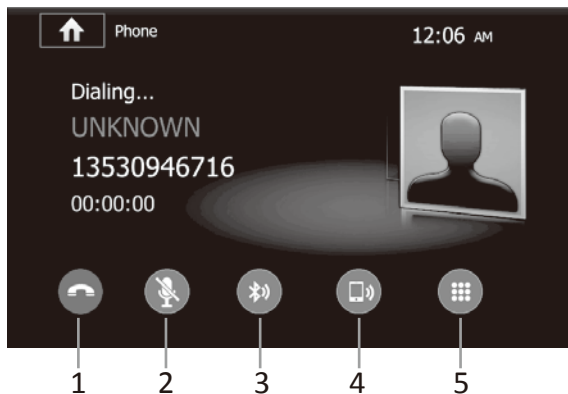 Phone
12:06 AM
Dialing...
UNKNOWN
13530946716
00:00:00
1 2 3 4 5